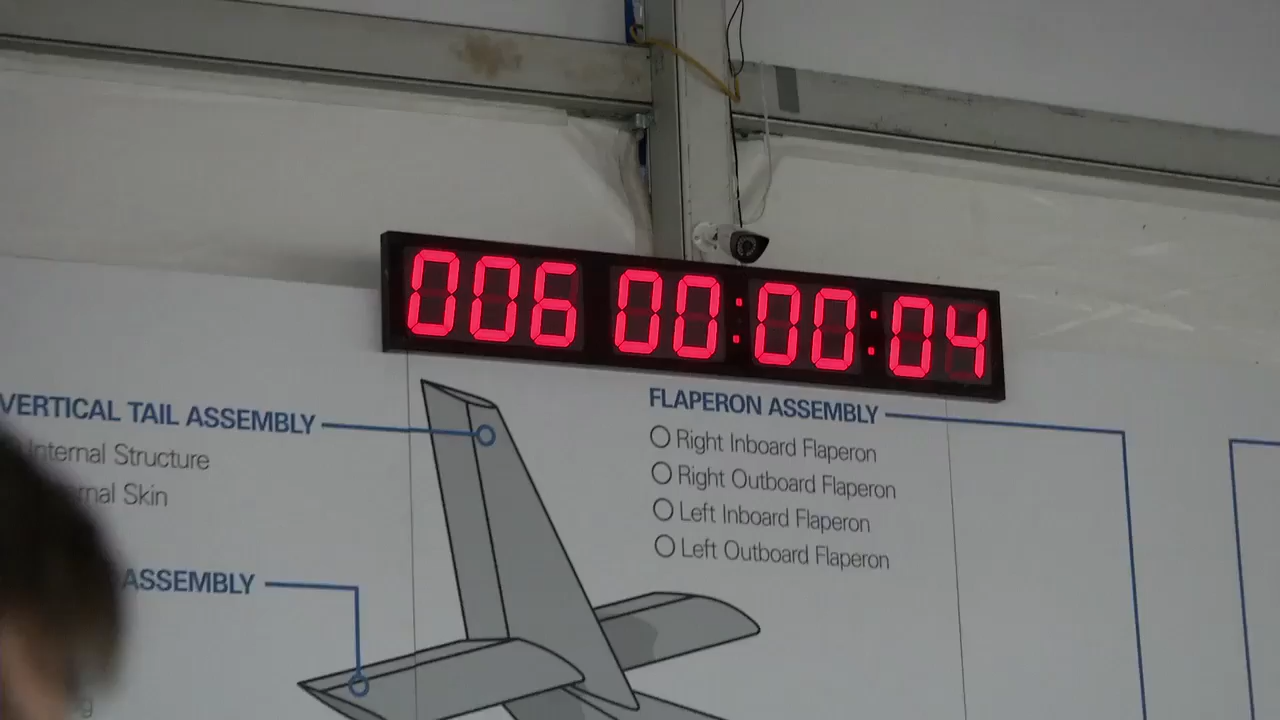 006 00:00:04
VERTICAL TAIL ASSEMBLY
Internal Structure
Skin
ASSEMBLY
FLAPERON ASSEMBLY
Right Inboard Flaperon
Right Outboard Flaperon
Left Inboard Flaperon
Left Outboard Flaperon